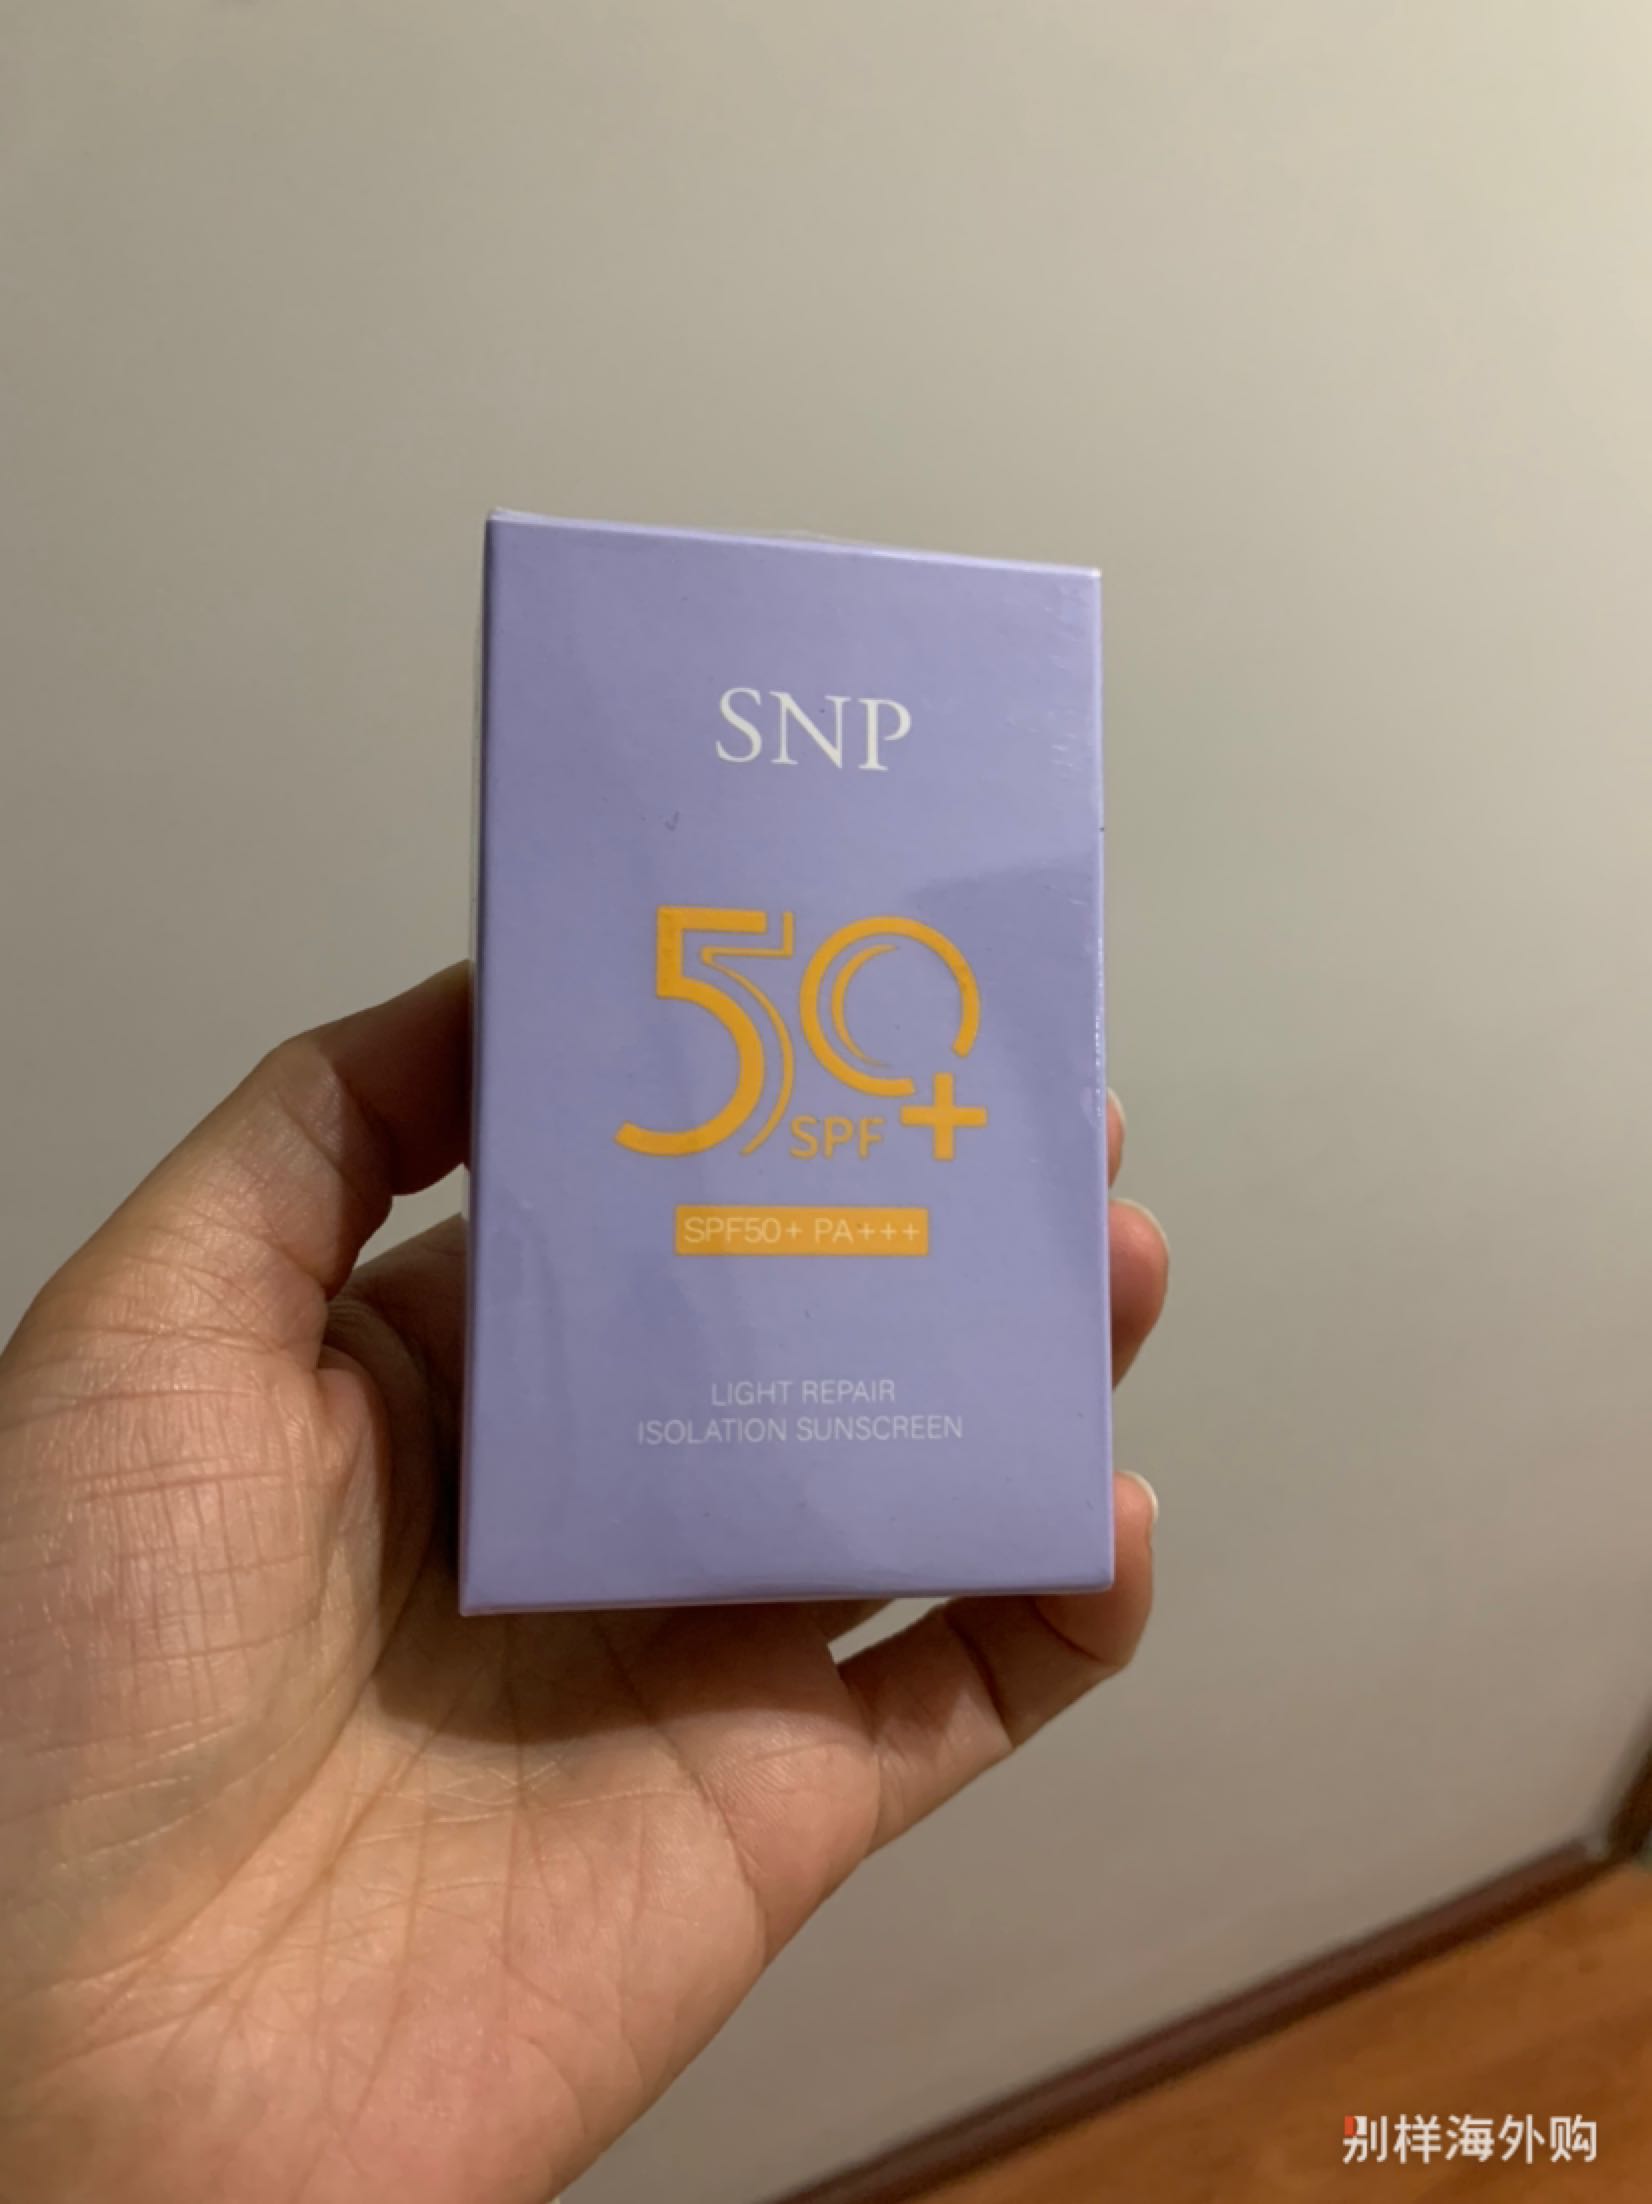 SNP
50+
SPF
SPF50+ PA+++
LIGHT REPAIR
ISOLATION SUNSCREEN
别样海外购